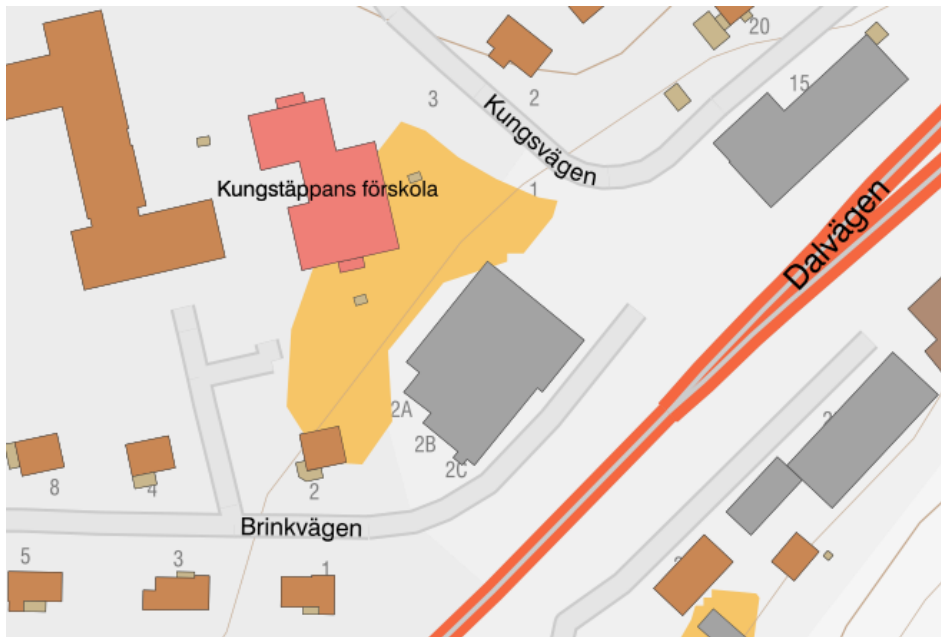 20
15
3
2
Kungsvägen
Kungstäppans förskola
1
Dalvägen
2A
2B
2C
8
4
2
Brinkvägen
5
3
1